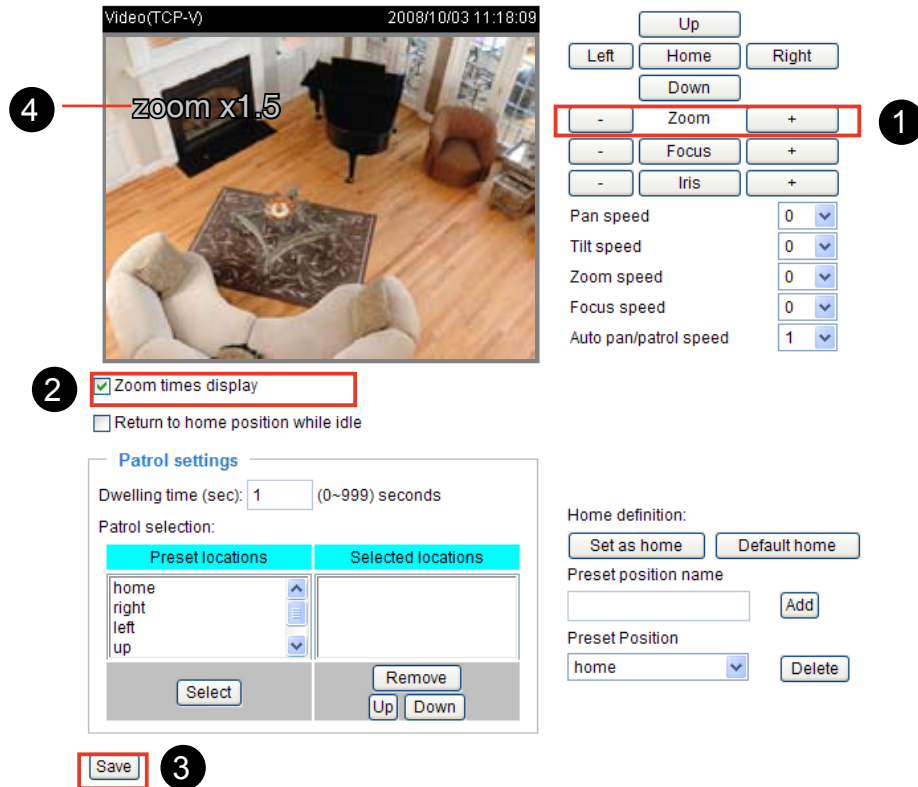 Video(TCP-V) 2008/10/03 11:18:09
4 zoom x1.5
Up
Left Home Right
Down
- Zoom + 1
- Focus +
- Iris +
Pan speed 0
Tilt speed 0
Zoom speed 0
Focus speed 0
Auto pan/patrol speed 1
2 Zoom times display
Return to home position while idle
Patrol settings
Dwelling time (sec): 1 (0~999) seconds
Patrol selection:
Preset locations Selected locations
home
right
left
up
Select Remove
Up Down
Home definition:
Set as home Default home
Preset position name
Add
Preset Position
home Delete
Save 3